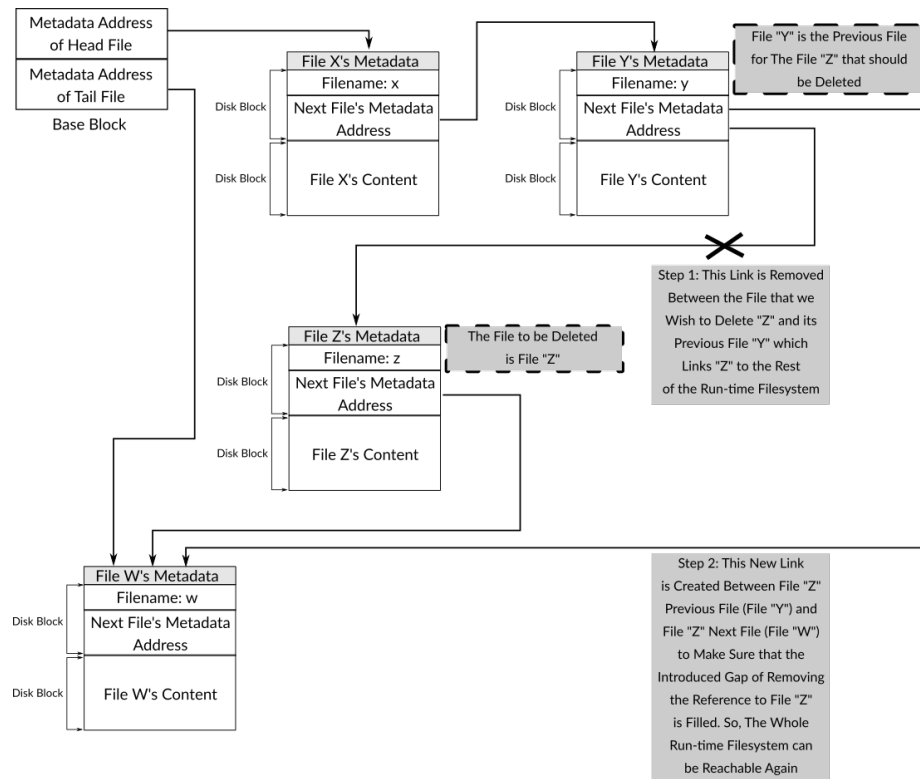 Metadata Address
of Head File
Metadata Address
of Tail File
Base Block
File X's Metadata
Filename: x
Next File's Metadata
Address
File X's Content
Disk Block
Disk Block
File Y's Metadata
Filename: y
Next File's Metadata
Address
File Y's Content
Disk Block
Disk Block
File "Y" is the Previous File
for The File "Z" that should
be Deleted
Step 1: This Link is Removed
Between the File that we
Wish to Delete "Z" and its
Previous File "Y" which
Links "Z" to the Rest
of the Run-time Filesystem
File Z's Metadata
Filename: z
Next File's Metadata
Address
File Z's Content
Disk Block
Disk Block
The File to be Deleted
is File "Z"
File W's Metadata
Filename: w
Next File's Metadata
Address
File W's Content
Disk Block
Disk Block
Step 2: This New Link
is Created Between File "Z"
Previous File (File "Y") and
File "Z" Next File (File "W")
to Make Sure that the
Introduced Gap of Removing
the Reference to File "Z"
is Filled. So, The Whole
Run-time Filesystem can
be Reachable Again